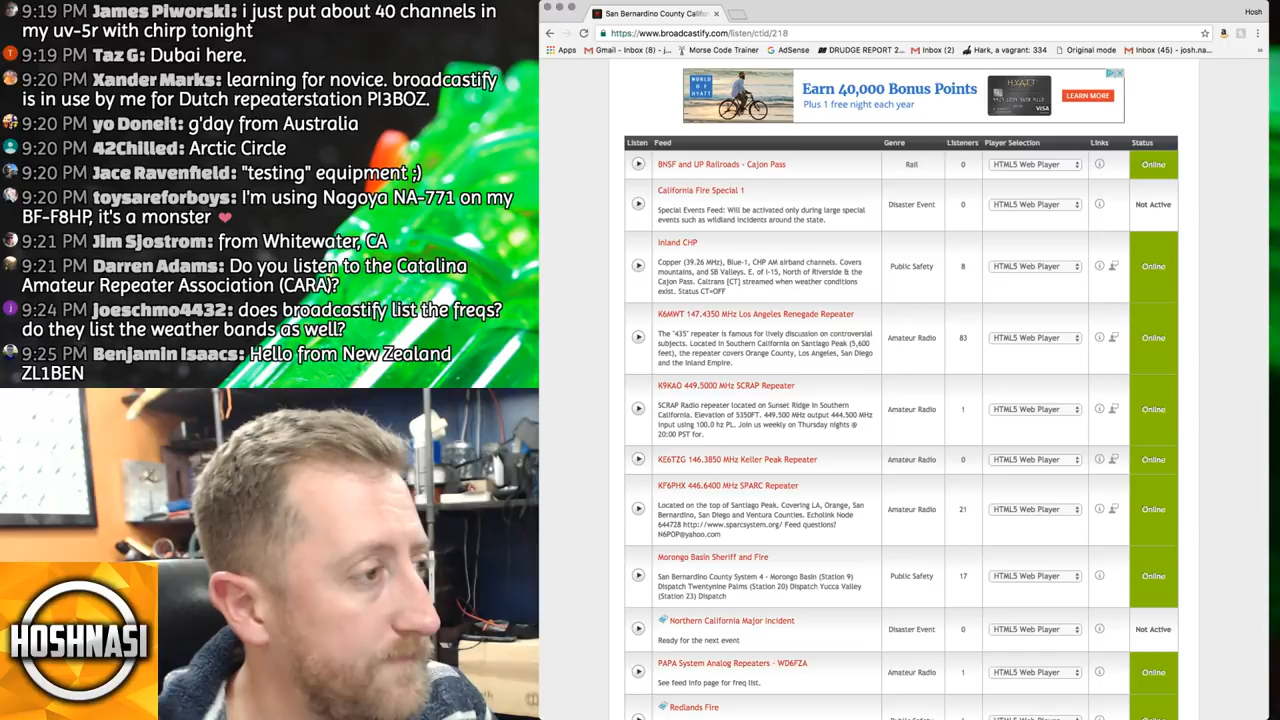 9:19 PM James Piworski: i just put about 40 channels in
my uv-5r with chirp tonight
9:19 PM Taz G: Dubai here.
9:20 PM Xander Marks: learning for novice. broadcastify
is in use by me for Dutch repeaterstation PI3BOZ.
9:20 PM yo Doneit: g'day from Australia
9:20 PM 42Chilled: Arctic Circle
9:20 PM Jace Ravenfield: "testing" equipment ;)
9:20 PM toysareforboys: I'm using Nagoya NA-771 on my
BF-F8HP, it's a monster ❤
9:21 PM Jim Sjostrom: from Whitewater, CA
9:21 PM Darren Adams: Do you listen to the Catalina
Amateur Repeater Association (CARA)?
9:24 PM joeschmo4432: does broadcastify list the freqs?
do they list the weather bands as well?
9:25 PM Benjamin Isaacs: Hello from New Zealand
ZL1BEN
HOSHNASI
San Bernardino County Califor
Hosh
https://www.broadcastify.com/listen/ctid/218
Apps Gmail - Inbox (8) - j Morse Code Trainer AdSense DRUDGE REPORT 2... Inbox (2) Hark, a vagrant: 334 Original mode Inbox (45) - josh.na... »
WORLD OF HYATT
Earn 40,000 Bonus Points
Plus 1 free night each year
HYATT
VISA
LEARN MORE
Listen Feed Genre Listeners Player Selection Links Status
BNSF and UP Railroads - Cajon Pass Rail 0 HTML5 Web Player Online
California Fire Special 1
Special Events Feed: Will be activated only during large special
events such as wildland incidents around the state.
Disaster Event 0 HTML5 Web Player Not Active
Inland CHP
Copper (39.26 MHz), Blue-1, CHP AM airband channels. Covers
mountains, and SB Valleys. E. of I-15, North of Riverside & the
Cajon Pass. Caltrans [CT] streamed when weather conditions
exist. Status CT=OFF
Public Safety 8 HTML5 Web Player Online
K6MWT 147.4350 MHz Los Angeles Renegade Repeater
The "435" repeater is famous for lively discussion on controversial
subjects. Located in Southern California on Santiago Peak (5,600
feet), the repeater covers Orange County, Los Angeles, San Diego
and the Inland Empire.
Amateur Radio 83 HTML5 Web Player Online
K9KAO 449.5000 MHz SCRAP Repeater
SCRAP Radio repeater located on Sunset Ridge in Southern
California. Elevation of 5350FT. 449.500 MHz output 444.500 MHz
input using 100.0 hz PL. Join us weekly on Thursday nights @
20:00 PST for.
Amateur Radio 1 HTML5 Web Player Online
KE6TZG 146.3850 MHz Keller Peak Repeater Amateur Radio 0 HTML5 Web Player Online
KF6PHX 446.6400 MHz SPARC Repeater
Located on the top of Santiago Peak. Covering LA, Orange, San
Bernardino, San Diego and Ventura Counties. Echolink Node
644728 http://www.sparcsystem.org/ Feed questions?
N6POP@yahoo.com
Amateur Radio 21 HTML5 Web Player Online
Morongo Basin Sheriff and Fire
San Bernardino County System 4 - Morongo Basin (Station 9)
Dispatch Twentynine Palms (Station 20) Dispatch Yucca Valley
(Station 23) Dispatch
Public Safety 17 HTML5 Web Player Online
Northern California Major Incident
Ready for the next event
Disaster Event 0 HTML5 Web Player Not Active
PAPA System Analog Repeaters - WD6FZA
See feed info page for freq list.
Amateur Radio 1 HTML5 Web Player Online
Redlands Fire